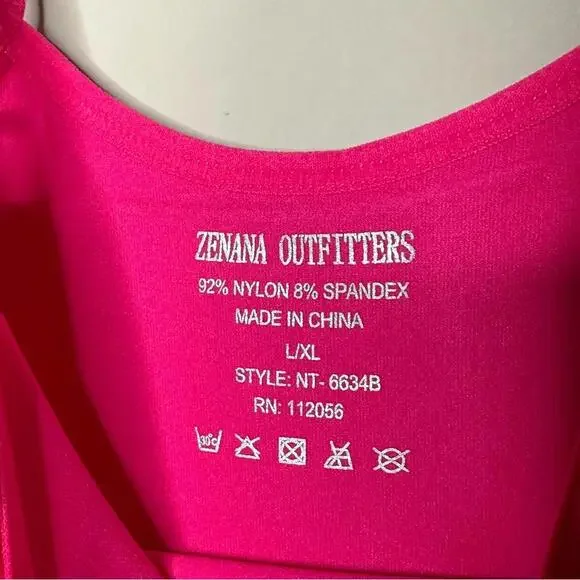 ZENANA OUTFITTERS
92% NYLON 8% SPANDEX
MADE IN CHINA
L/XL
STYLE: NT- 6634B
RN: 112056
30°C